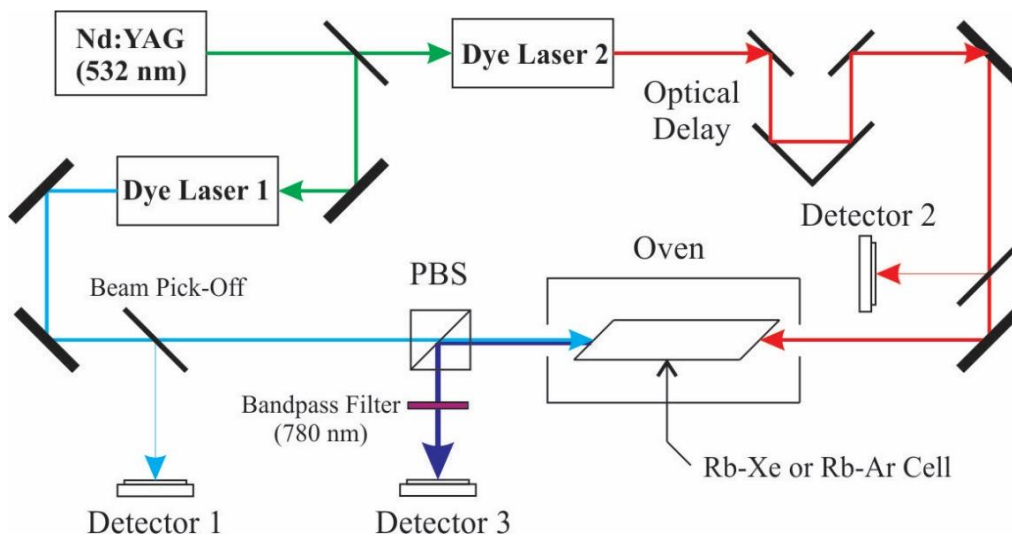 Nd:YAG
(532 nm)
Dye Laser 2
Optical
Delay
Dye Laser 1
Detector 2
Beam Pick-Off
PBS
Oven
Bandpass Filter
(780 nm)
Rb-Xe or Rb-Ar Cell
Detector 1
Detector 3